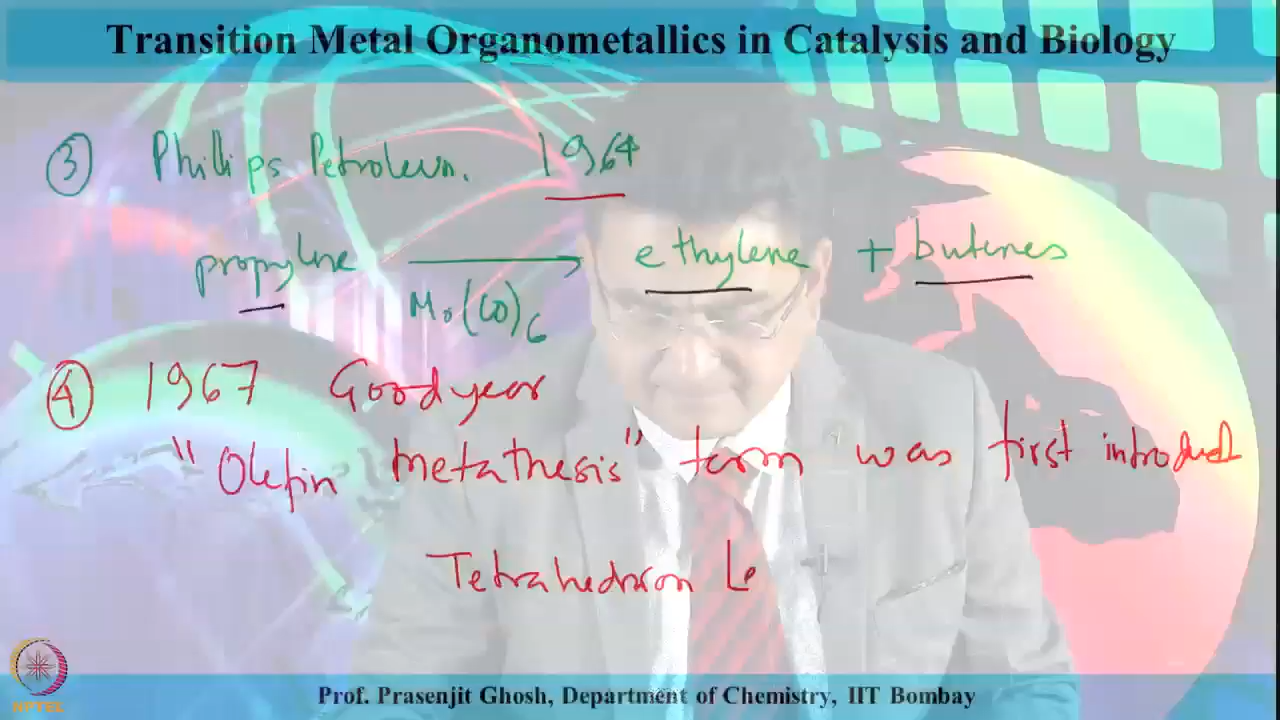 Transition Metal Organometallics in Catalysis and Biology
③ Phillips Petroleum. 1964
propylene → ethylene + butenes
Mo(CO)6
④ 1967 Goodyear
"Olefin metathesis" term was first introduced
Tetrahedron Le
Prof. Prasenjit Ghosh, Department of Chemistry, IIT Bombay
NPTEL